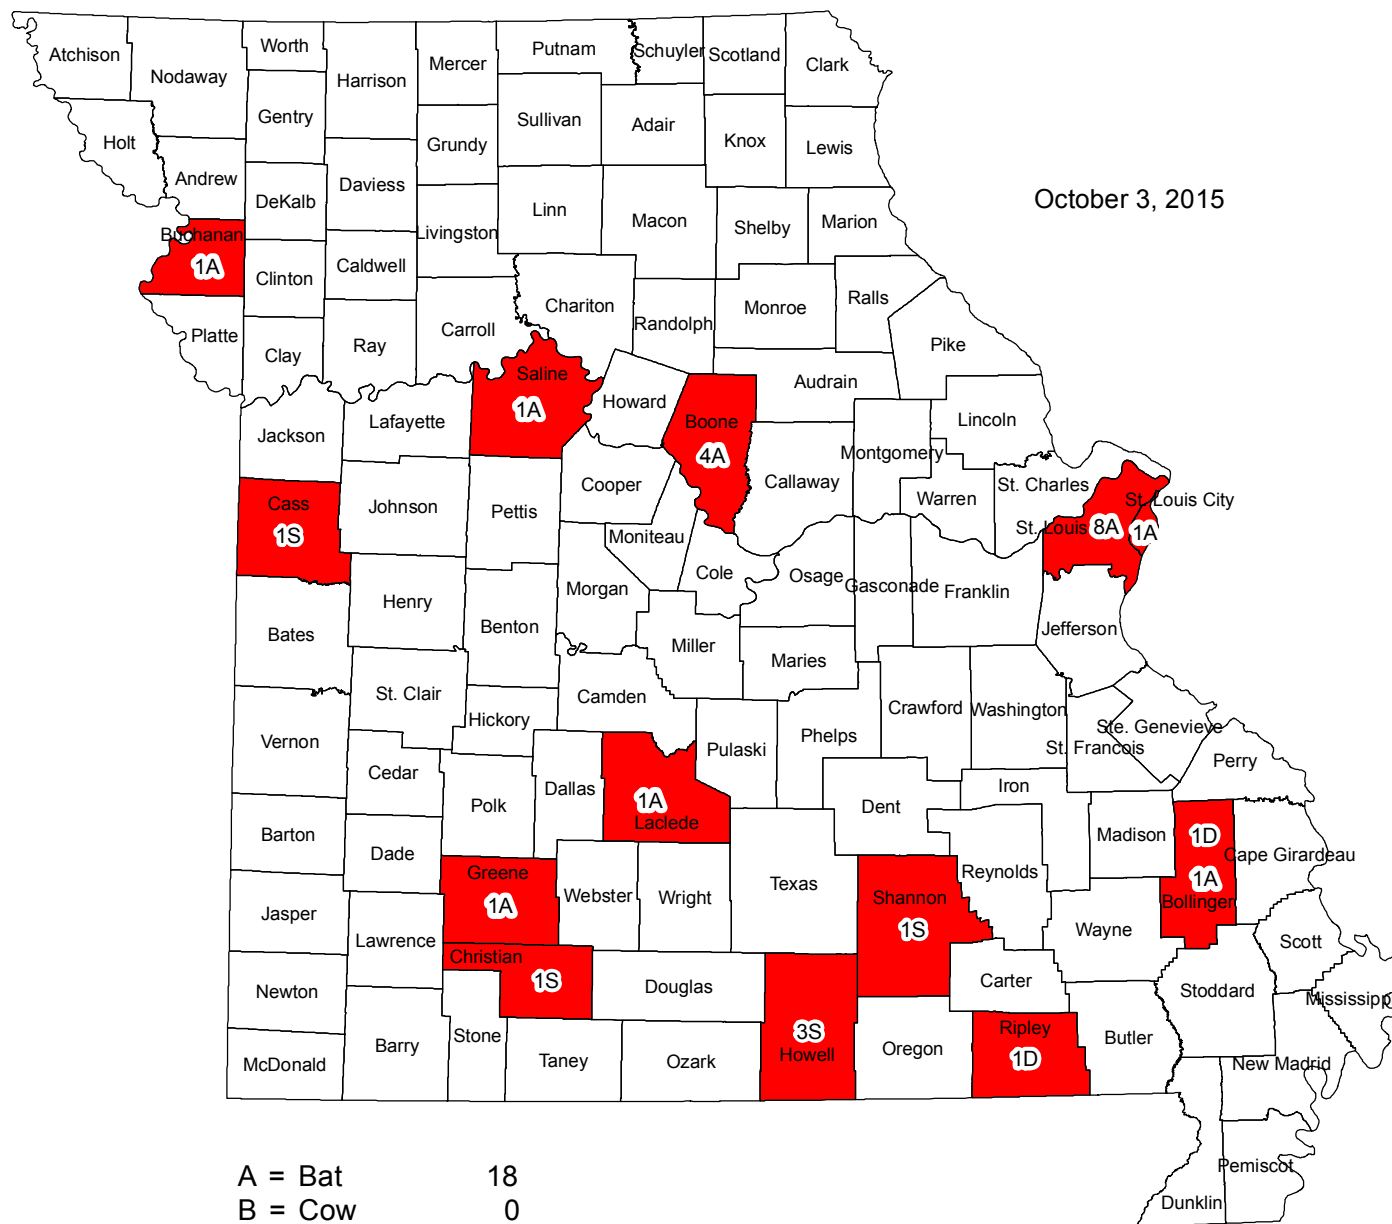 Atchison
Nodaway
Worth
Harrison
Mercer
Putnam
Schuyler
Scotland
Clark
Holt
Gentry
Sullivan
Adair
Knox
Lewis
Andrew
DeKalb
Daviess
Grundy
Linn
Macon
Shelby
Marion
October 3, 2015
Buchanan
1A
Clinton
Caldwell
Livingston
Chariton
Randolph
Monroe
Ralls
Pike
Platte
Clay
Ray
Carroll
Saline
1A
Howard
Boone
4A
Audrain
Lincoln
Jackson
Lafayette
Cooper
Callaway
Montgomery
Warren
St. Charles
St. Louis City
St. Louis
8A
1A
Cass
1S
Johnson
Pettis
Moniteau
Cole
Osage
Gasconade
Franklin
Jefferson
Bates
Henry
Benton
Morgan
Miller
Maries
St. Clair
Hickory
Camden
Pulaski
Phelps
Crawford
Washington
St. Francois
Ste. Genevieve
Perry
Vernon
Cedar
Polk
Dallas
1A
Laclede
Dent
Iron
Madison
1D
1A
Bollinger
Cape Girardeau
Barton
Dade
Greene
1A
Webster
Wright
Texas
Shannon
1S
Reynolds
Wayne
Scott
Jasper
Lawrence
Christian
1S
Douglas
3S
Howell
Carter
Stoddard
Mississippi
Newton
Barry
Stone
Taney
Ozark
Oregon
Ripley
1D
Butler
New Madrid
McDonald
Pemiscot
Dunklin
A = Bat 18
B = Cow 0